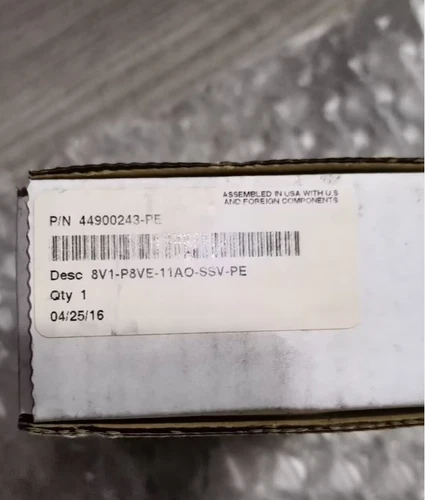 ASSEMBLED IN USA WITH U.S
AND FOREIGN COMPONENTS
P/N 44900243-PE
Desc 8V1-P8VE-11AO-SSV-PE
Qty 1
04/25/16